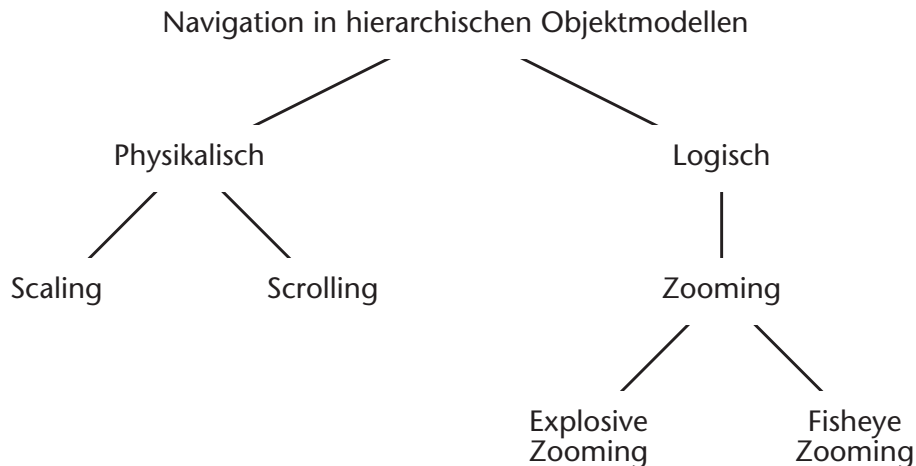 Navigation in hierarchischen Objektmodellen
Physikalisch
Logisch
Scaling
Scrolling
Zooming
Explosive
Zooming
Fisheye
Zooming